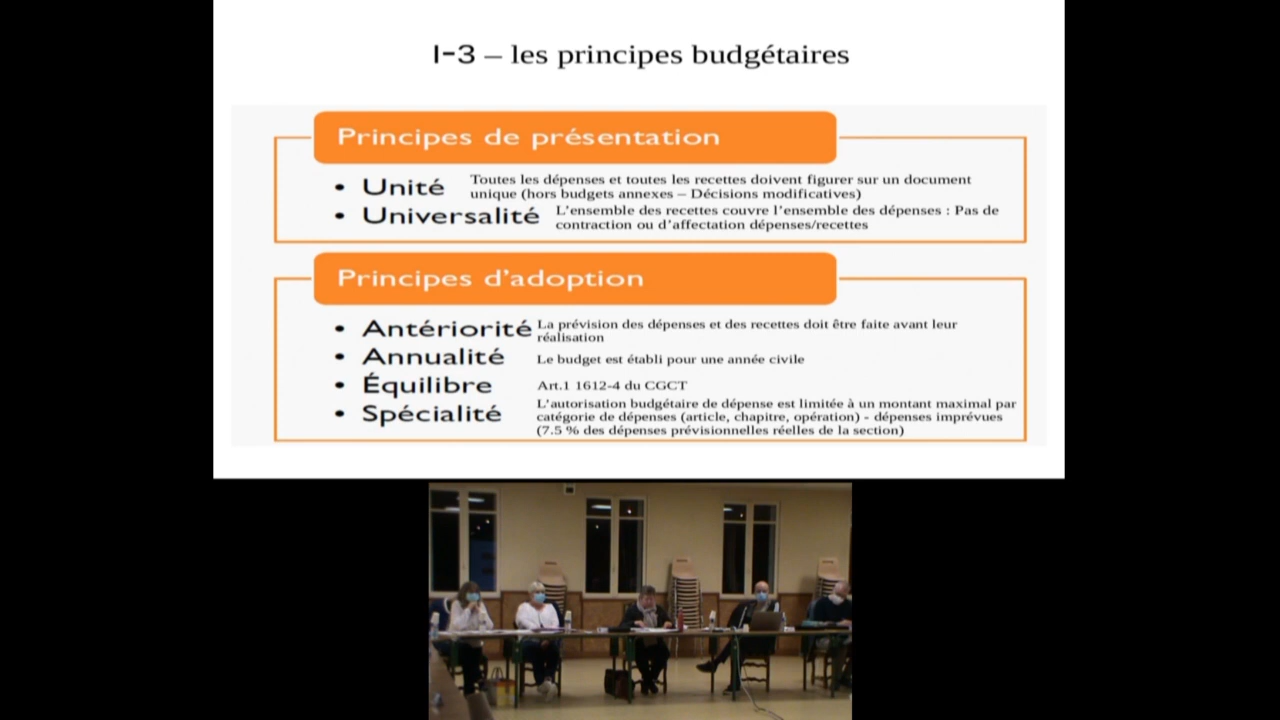 I-3 – les principes budgétaires
Principes de présentation
• Unité
Toutes les dépenses et toutes les recettes doivent figurer sur un document
unique (hors budgets annexes – Décisions modificatives)
• Universalité
L'ensemble des recettes couvre l'ensemble des dépenses : Pas de
contraction ou d'affectation dépenses/recettes
Principes d'adoption
• Antériorité
La prévision des dépenses et des recettes doit être faite avant leur
réalisation
• Annualité
Le budget est établi pour une année civile
• Équilibre
Art.1 1612-4 du CGCT
• Spécialité
L'autorisation budgétaire de dépense est limitée à un montant maximal par
catégorie de dépenses (article, chapitre, opération) - dépenses imprévues
(7.5 % des dépenses prévisionnelles réelles de la section)